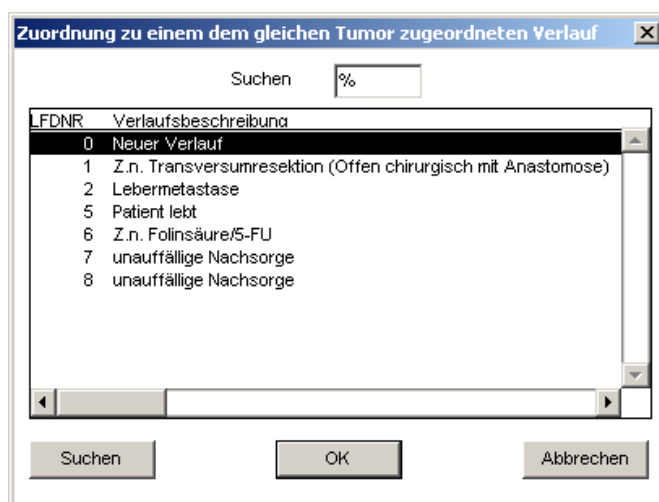 Zuordnung zu einem dem gleichen Tumor zugeordneten Verlauf
Suchen %
LFDNR Verlaufsbeschreibung
0 Neuer Verlauf
1 Z.n. Transversumresektion (Offen chirurgisch mit Anastomose)
2 Lebermetastase
5 Patient lebt
6 Z.n. Folinsäure/5-FU
7 unauffällige Nachsorge
8 unauffällige Nachsorge
Suchen OK Abbrechen